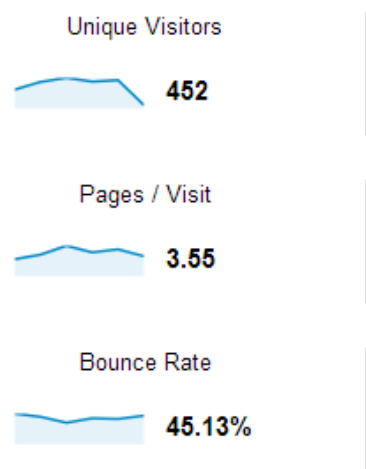 Unique Visitors
452
Pages / Visit
3.55
Bounce Rate
45.13%